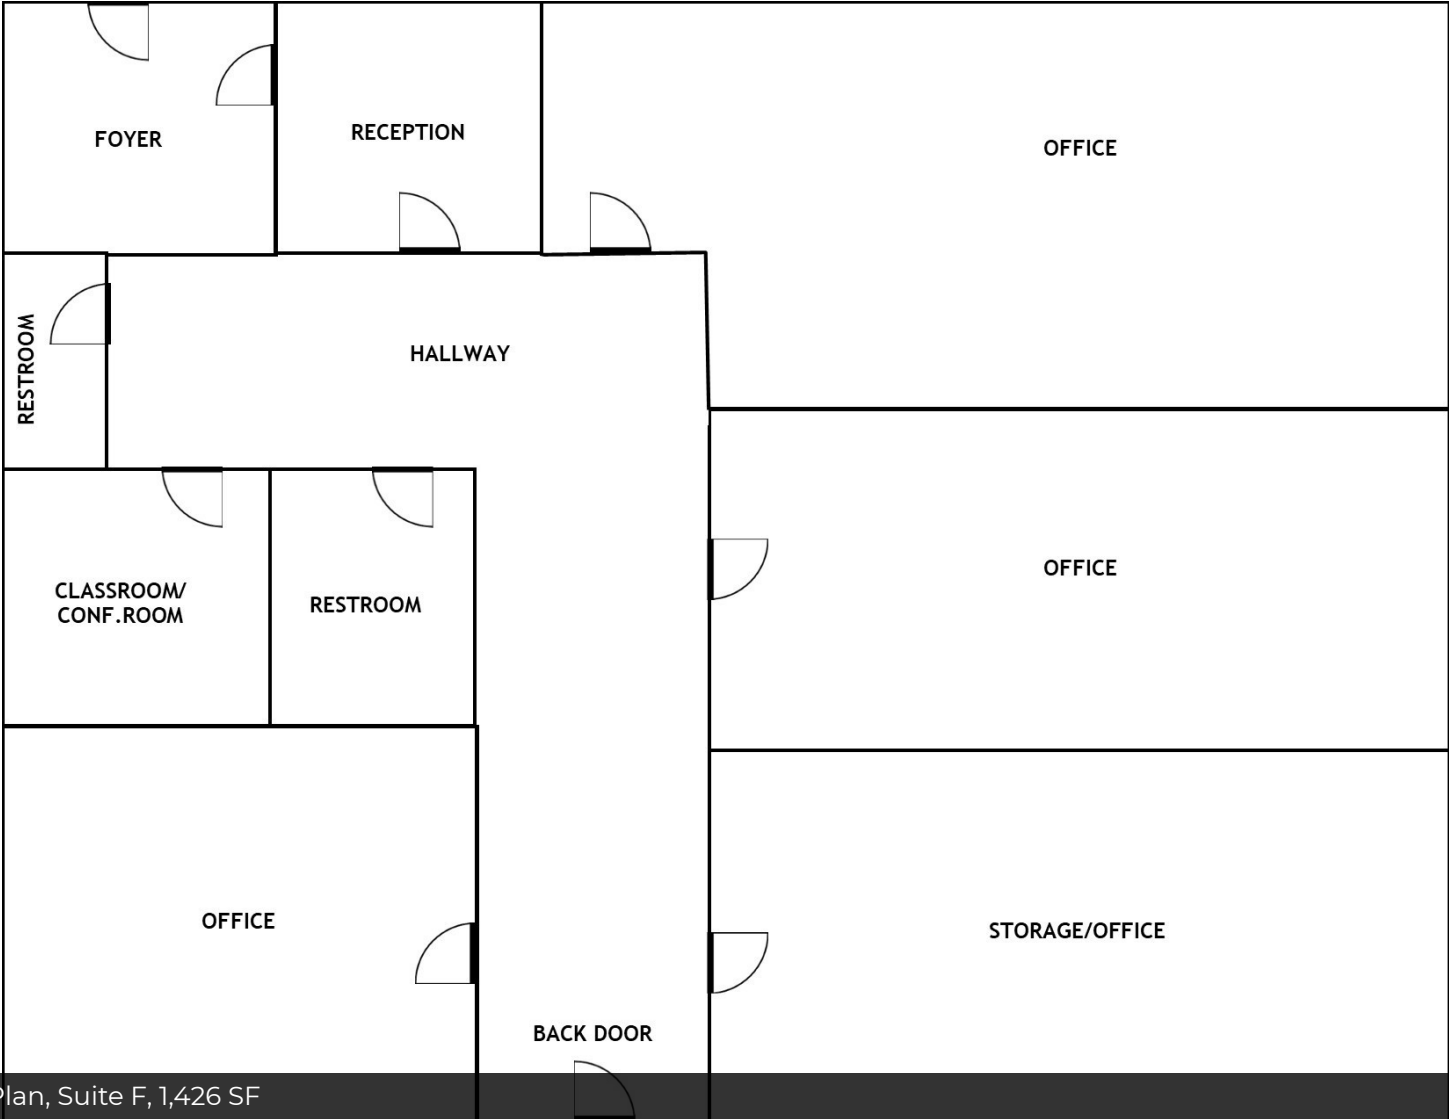 FOYER
RECEPTION
OFFICE
RESTROOM
HALLWAY
CLASSROOM/
CONF.ROOM
RESTROOM
OFFICE
OFFICE
STORAGE/OFFICE
BACK DOOR
Plan, Suite F, 1,426 SF